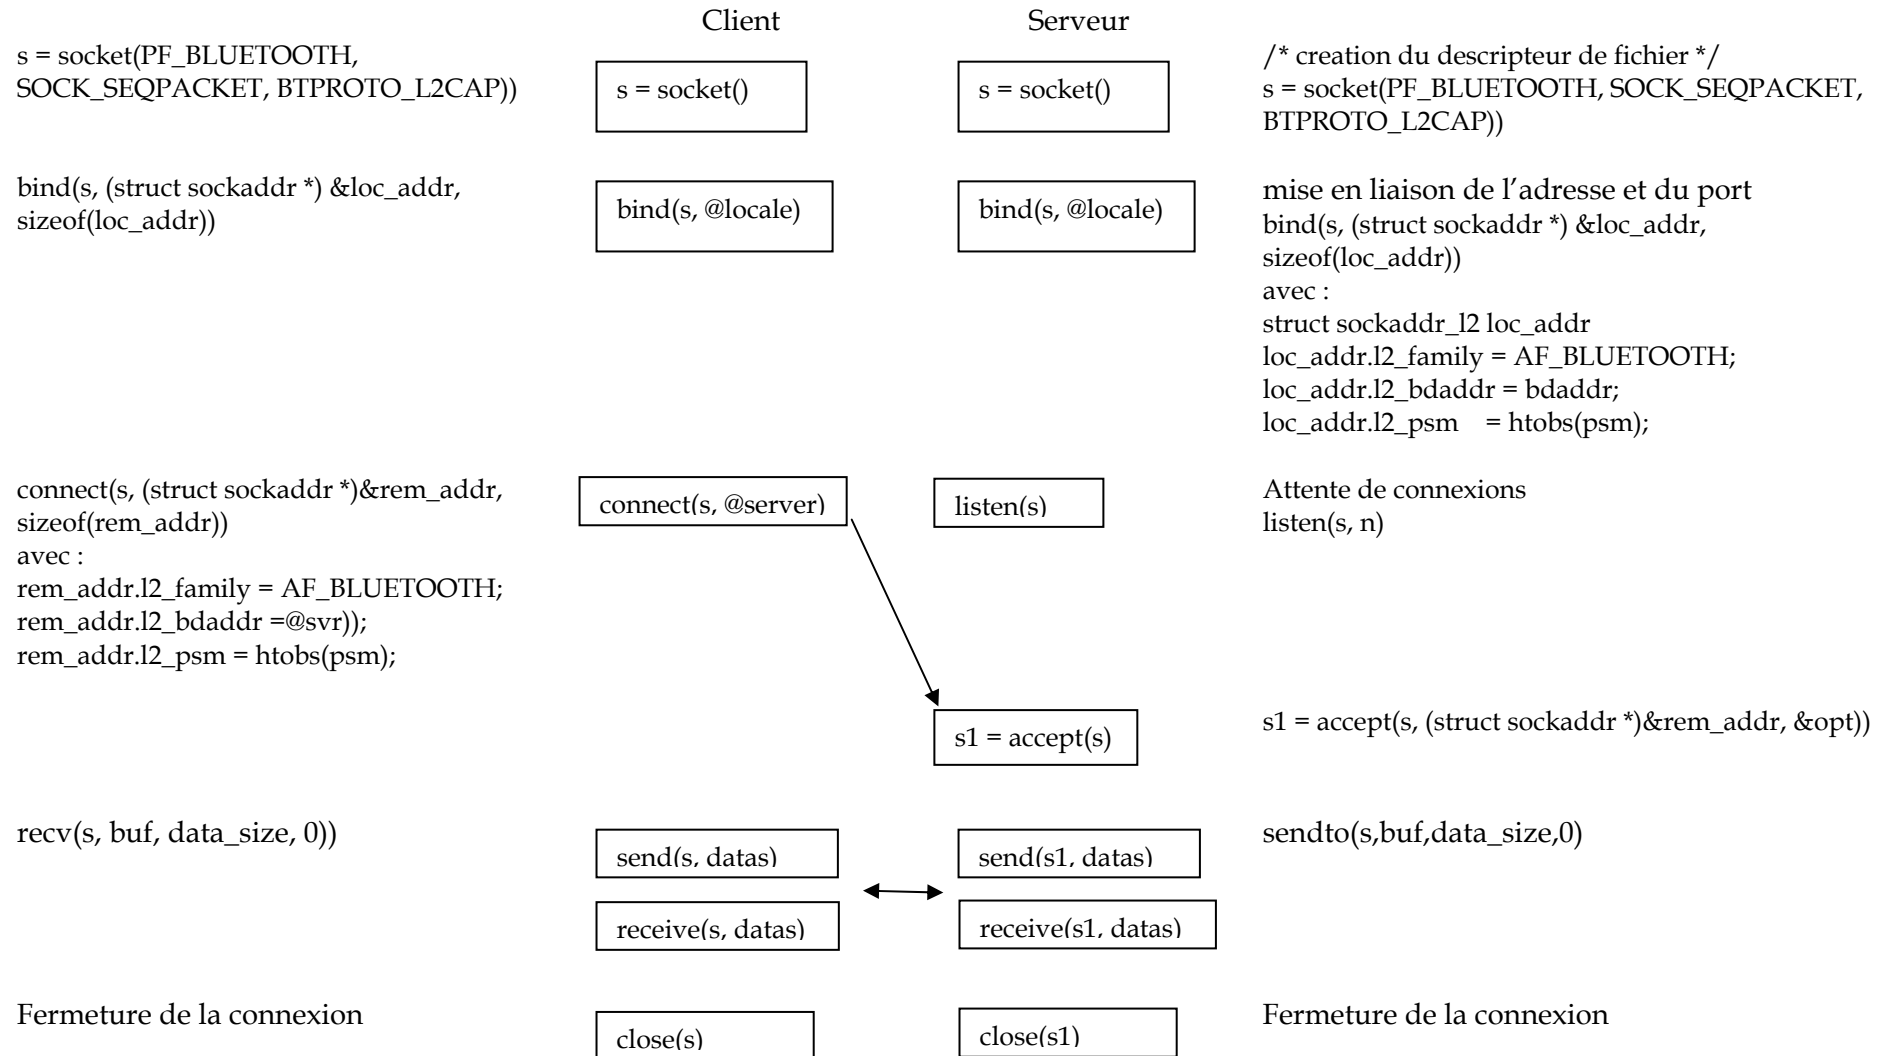 Client
Serveur
s = socket(PF_BLUETOOTH,
SOCK_SEQPACKET, BTPROTO_L2CAP))
s = socket()
s = socket()
/* creation du descripteur de fichier */
s = socket(PF_BLUETOOTH, SOCK_SEQPACKET,
BTPROTO_L2CAP))
bind(s, (struct sockaddr *) &loc_addr,
sizeof(loc_addr))
bind(s, @locale)
bind(s, @locale)
mise en liaison de l’adresse et du port
bind(s, (struct sockaddr *) &loc_addr,
sizeof(loc_addr))
avec :
struct sockaddr_l2 loc_addr
loc_addr.l2_family = AF_BLUETOOTH;
loc_addr.l2_bdaddr = bdaddr;
loc_addr.l2_psm = htobs(psm);
connect(s, (struct sockaddr *)&rem_addr,
sizeof(rem_addr))
avec :
rem_addr.l2_family = AF_BLUETOOTH;
rem_addr.l2_bdaddr =@svr));
rem_addr.l2_psm = htobs(psm);
connect(s, @server)
listen(s)
Attente de connexions
listen(s, n)
s1 = accept(s)
s1 = accept(s, (struct sockaddr *)&rem_addr, &opt))
recv(s, buf, data_size, 0))
send(s, datas)
send(s1, datas)
sendto(s,buf,data_size,0)
receive(s, datas)
receive(s1, datas)
Fermeture de la connexion
close(s)
close(s1)
Fermeture de la connexion